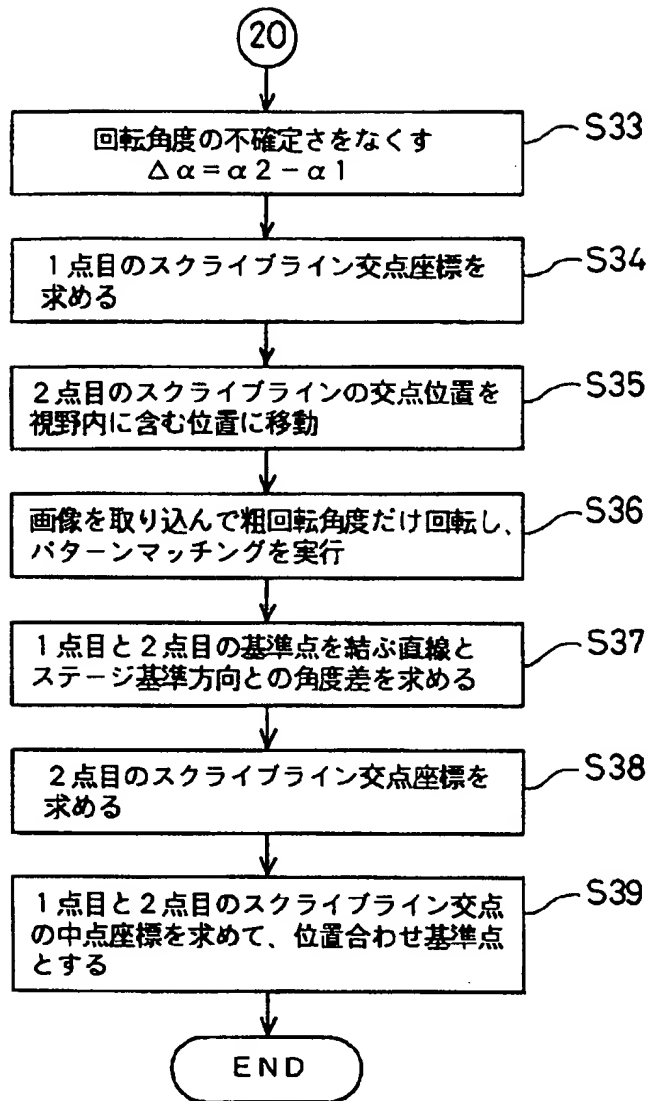 20
回転角度の不確定さをなくす
Δα=α2-α1
S33
1点目のスクライブライン交点座標を
求める
S34
2点目のスクライブラインの交点位置を
視野内に含む位置に移動
S35
画像を取り込んで粗回転角度だけ回転し、
パターンマッチングを実行
S36
1点目と2点目の基準点を結ぶ直線と
ステージ基準方向との角度差を求める
S37
2点目のスクライブライン交点座標を
求める
S38
1点目と2点目のスクライブライン交点
の中点座標を求めて、位置合わせ基準点
とする
S39
END